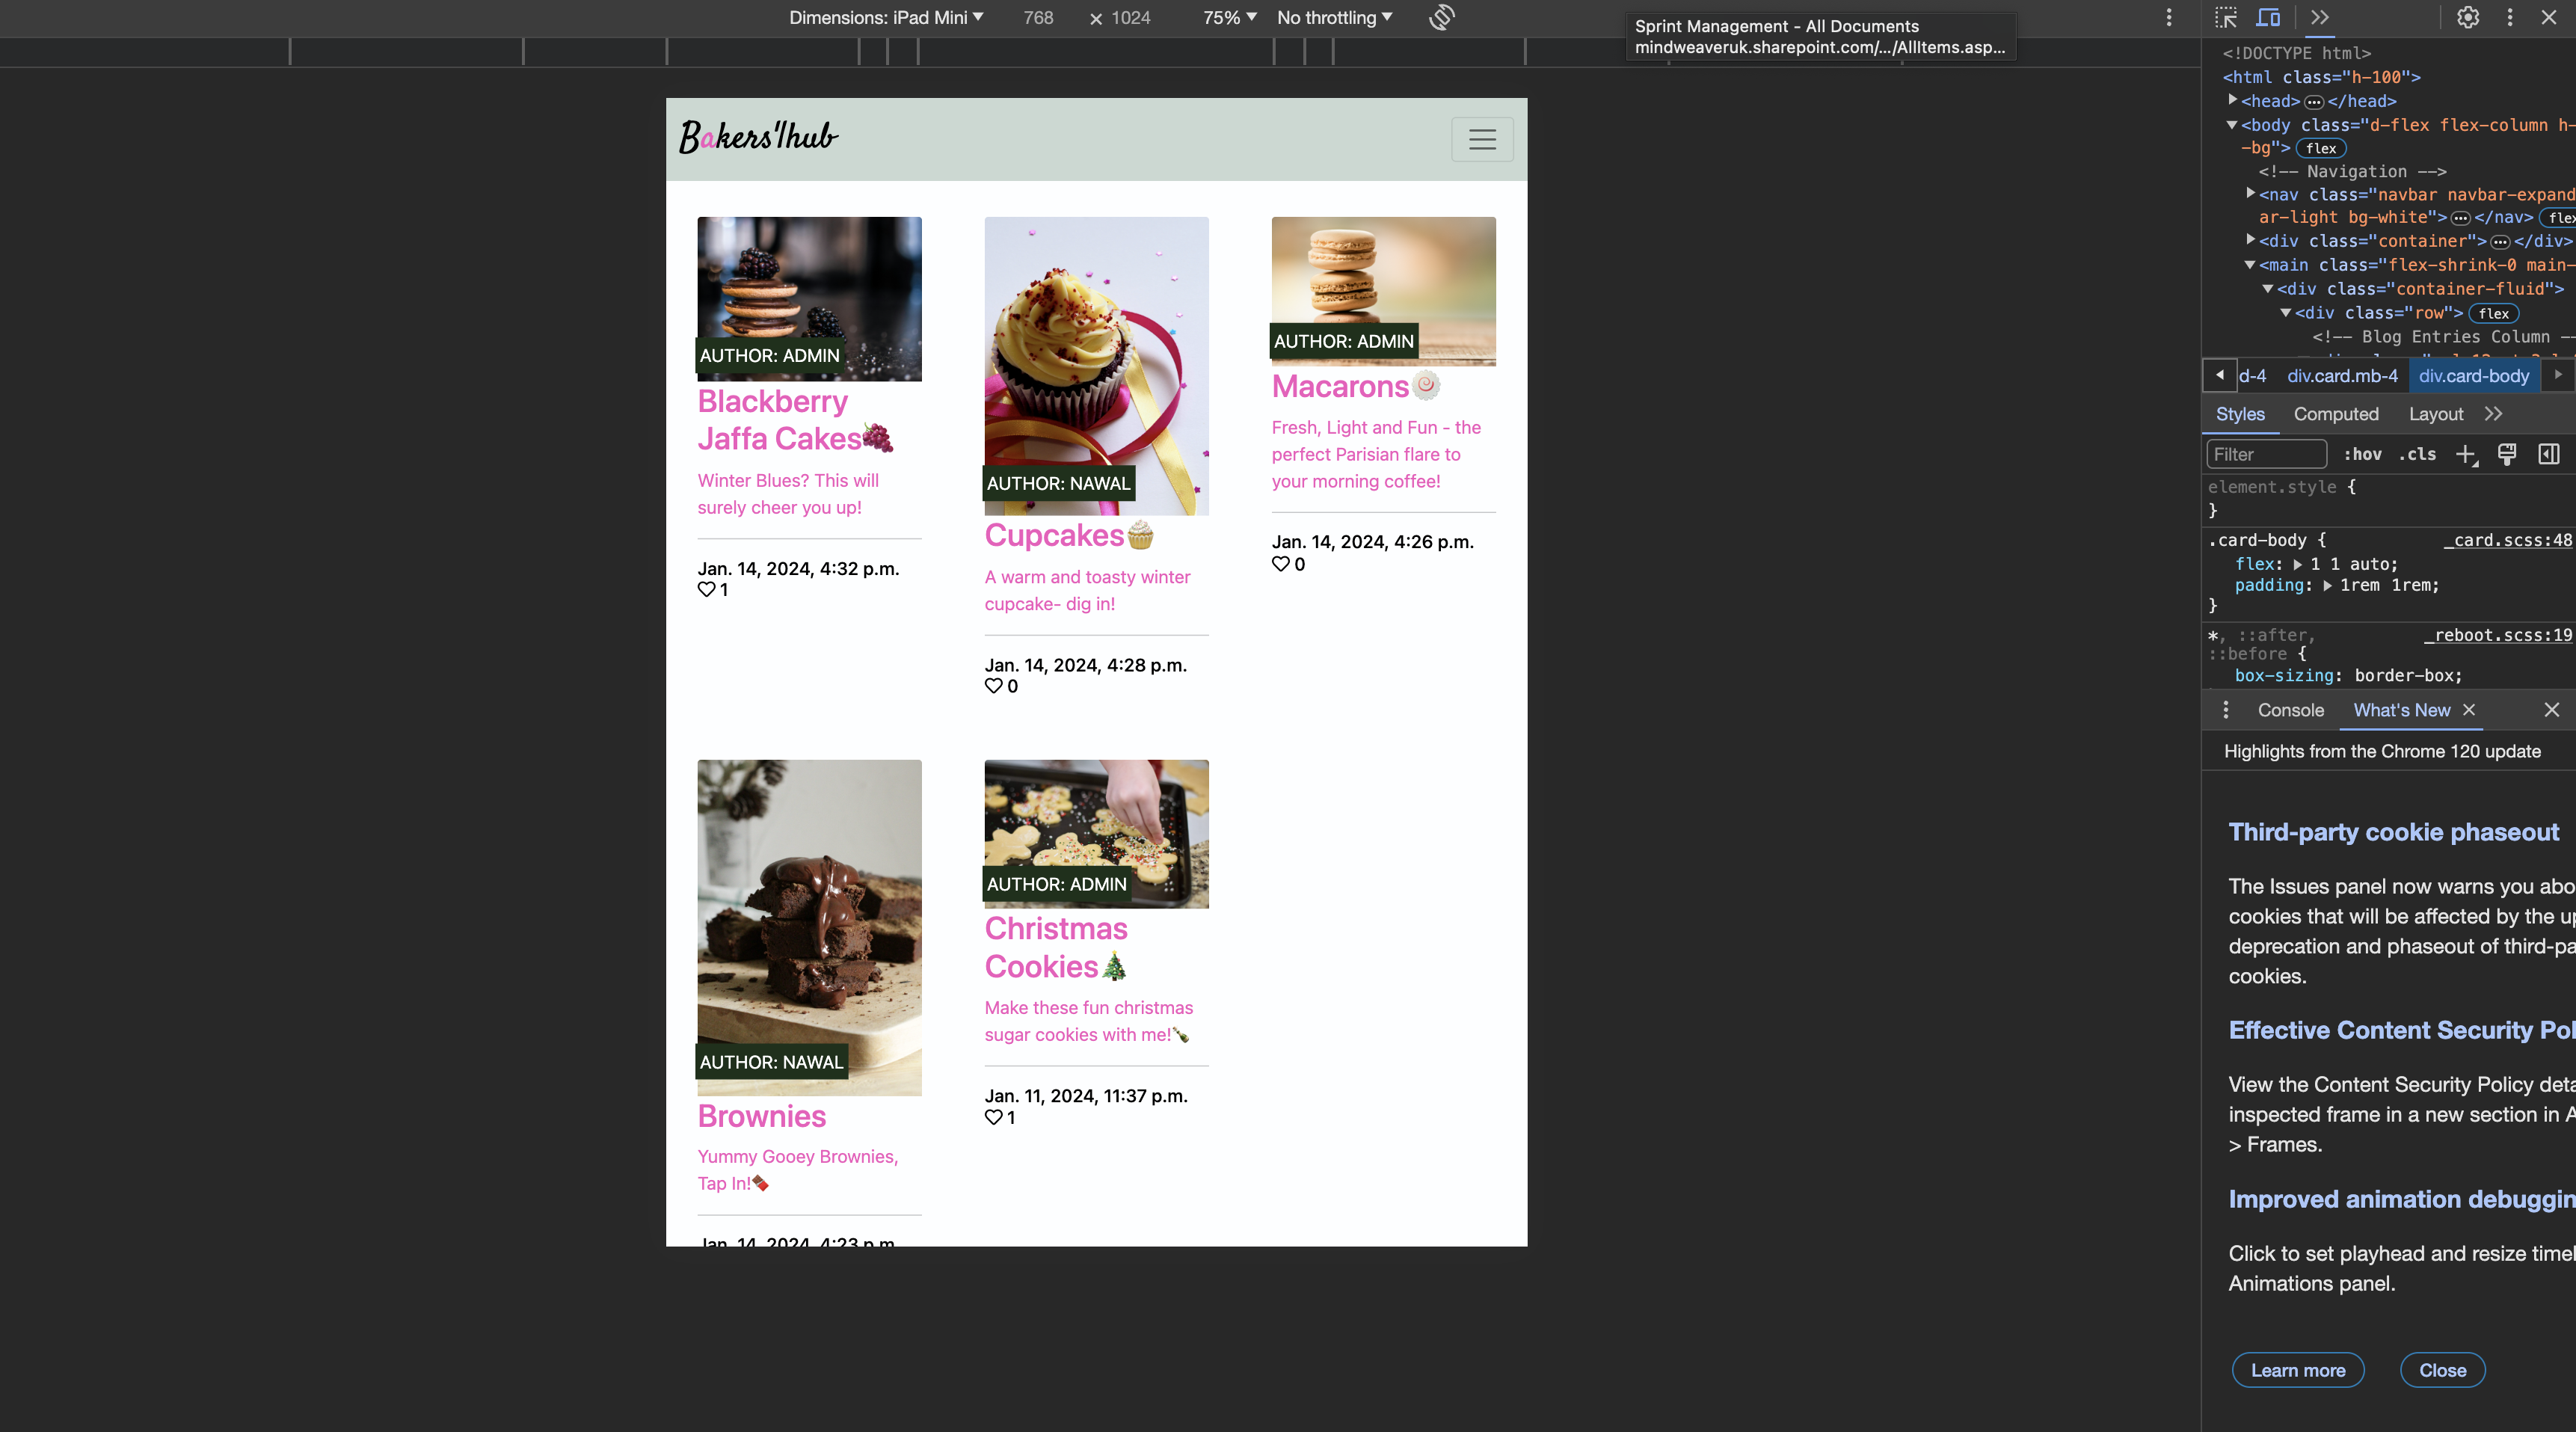 Dimensions: iPad Mini 768 × 1024 75% No throttling
Sprint Management - All Documents
mindweaveruk.sharepoint.com/.../AllItems.asp...
Bakers'lhub
AUTHOR: ADMIN
Blackberry
Jaffa Cakes🍇
Winter Blues? This will
surely cheer you up!
Jan. 14, 2024, 4:32 p.m.
1
AUTHOR: NAWAL
Cupcakes🧁
A warm and toasty winter
cupcake- dig in!
Jan. 14, 2024, 4:28 p.m.
0
AUTHOR: ADMIN
Macarons🍥
Fresh, Light and Fun - the
perfect Parisian flare to
your morning coffee!
Jan. 14, 2024, 4:26 p.m.
0
AUTHOR: NAWAL
Brownies
Yummy Gooey Brownies,
Tap In!🍫
Jan. 14, 2024, 4:23 p.m.
AUTHOR: ADMIN
Christmas
Cookies🎄
Make these fun christmas
sugar cookies with me!🍾
Jan. 11, 2024, 11:37 p.m.
1
<!DOCTYPE html>
<html class="h-100">
<head>…</head>
<body class="d-flex flex-column h-
-bg"> flex
<!-- Navigation -->
<nav class="navbar navbar-expand
ar-light bg-white">…</nav> flex
<div class="container">…</div>
<main class="flex-shrink-0 main-
<div class="container-fluid">
<div class="row"> flex
<!-- Blog Entries Column --
d-4 div.card.mb-4 div.card-body
Styles Computed Layout
Filter :hov .cls
element.style {
}
.card-body { _card.scss:48
flex: 1 1 auto;
padding: 1rem 1rem;
}
*, ::after, _reboot.scss:19
::before {
box-sizing: border-box;
Console What's New
Highlights from the Chrome 120 update
Third-party cookie phaseout
The Issues panel now warns you abo
cookies that will be affected by the up
deprecation and phaseout of third-pa
cookies.
Effective Content Security Pol
View the Content Security Policy deta
inspected frame in a new section in A
> Frames.
Improved animation debuggin
Click to set playhead and resize timel
Animations panel.
Learn more Close